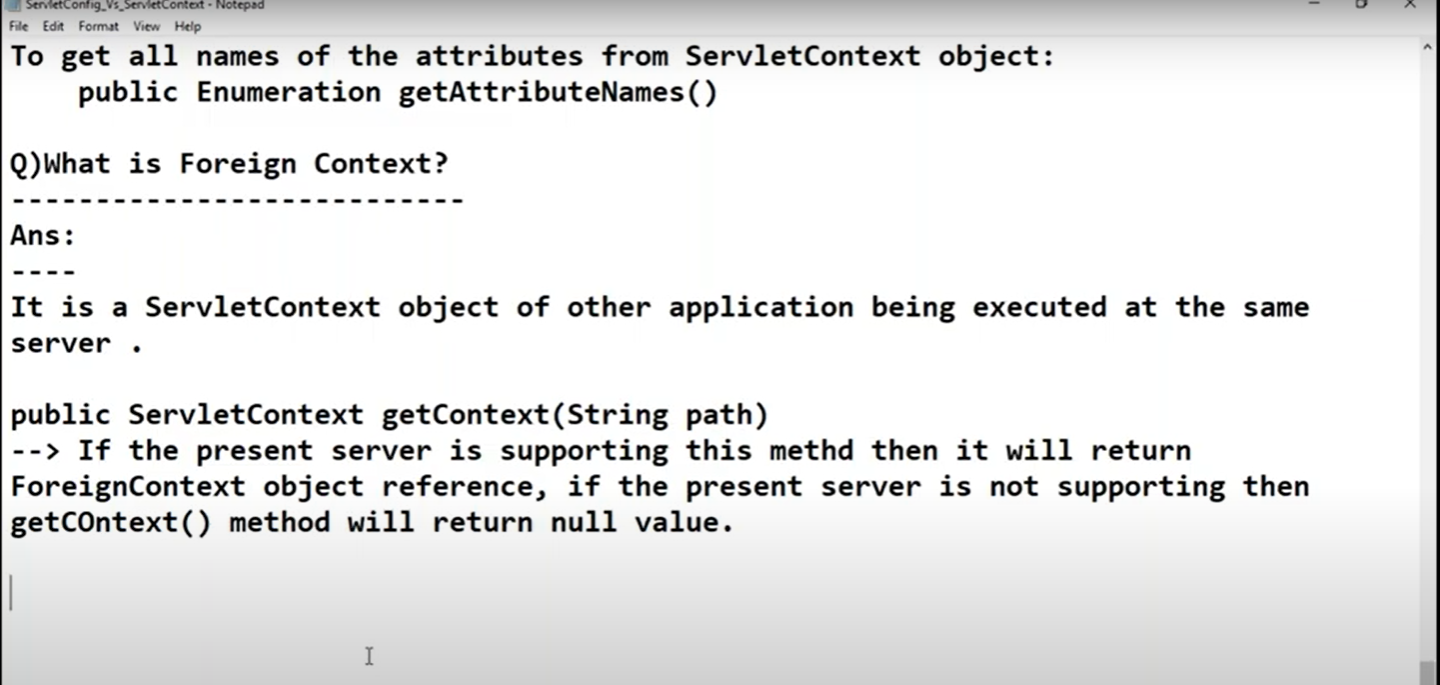 ServletConfig_Vs_ServletContext - Notepad
File Edit Format View Help
To get all names of the attributes from ServletContext object:
public Enumeration getAttributeNames()
Q)What is Foreign Context?
---------------------------
Ans:
----
It is a ServletContext object of other application being executed at the same
server .
public ServletContext getContext(String path)
--> If the present server is supporting this methd then it will return
ForeignContext object reference, if the present server is not supporting then
getCOntext() method will return null value.